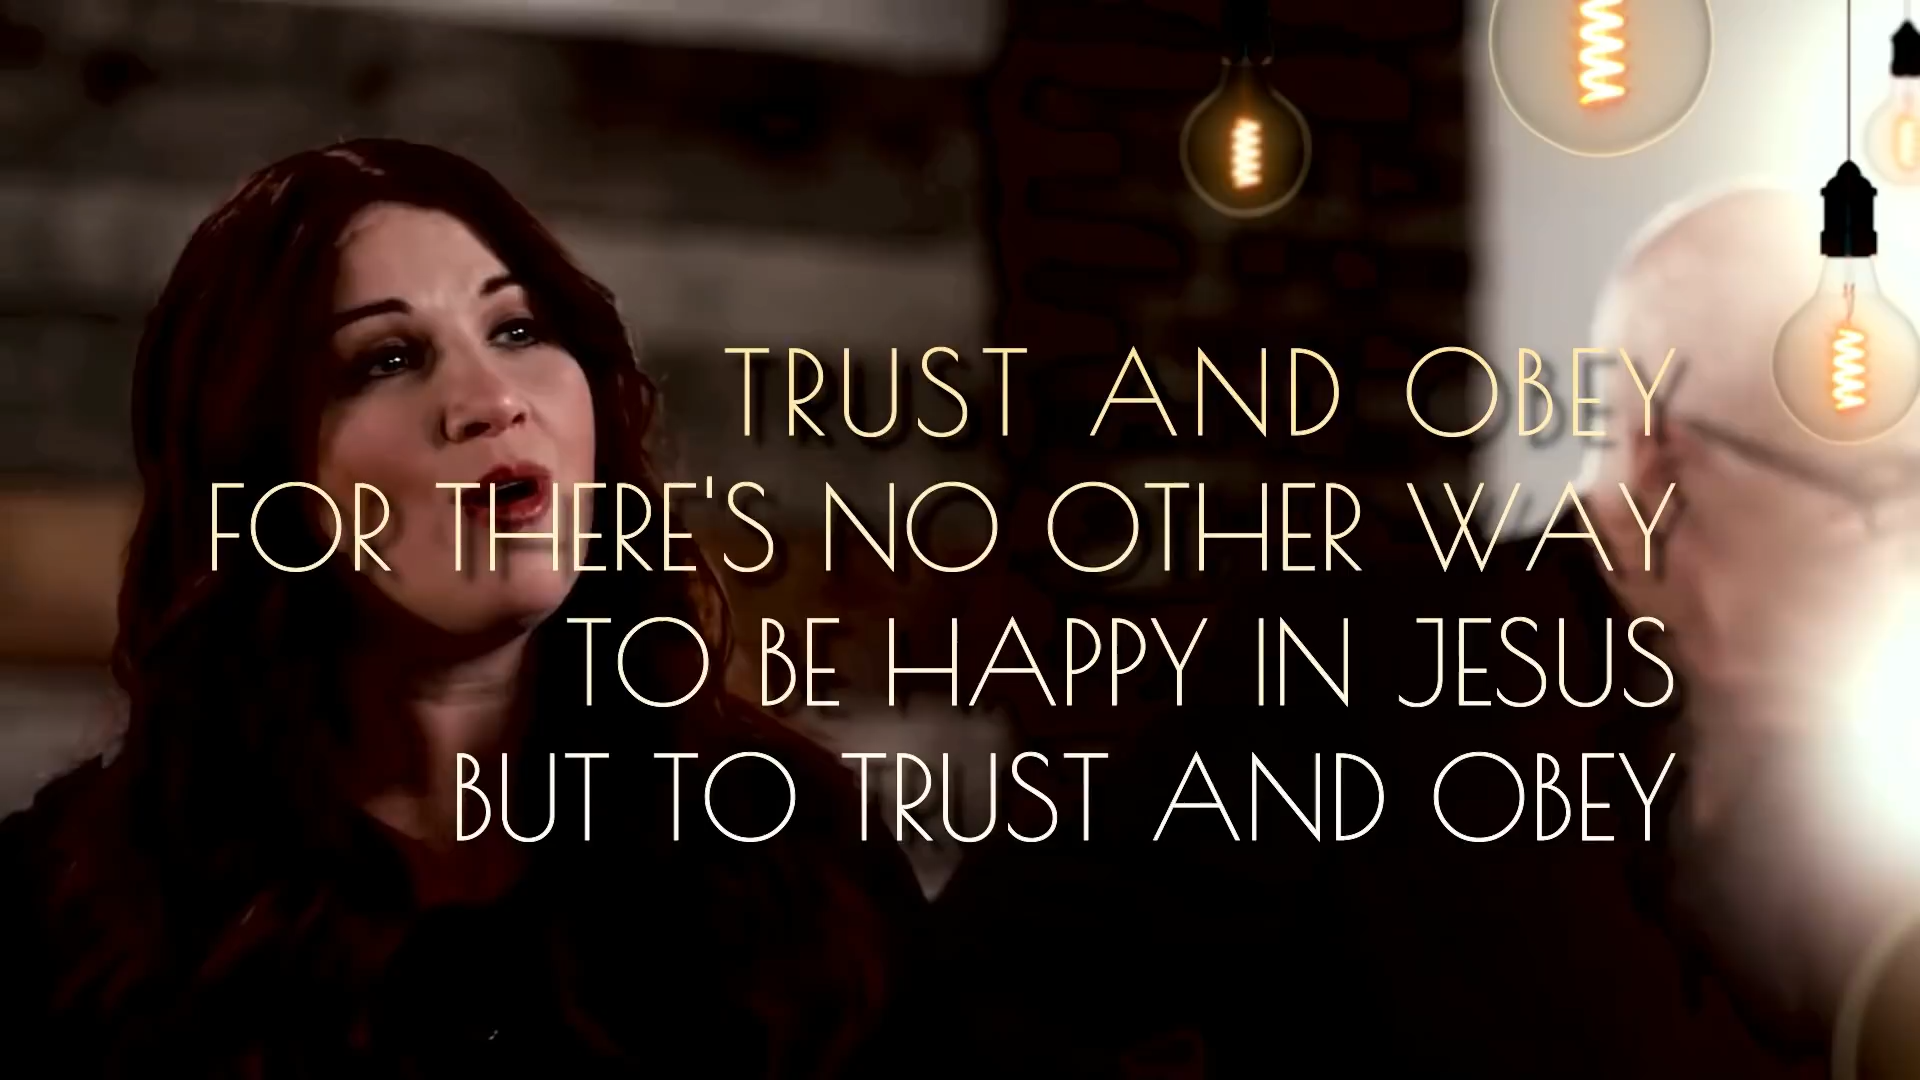 TRUST AND OBEY
FOR THERE'S NO OTHER WAY
TO BE HAPPY IN JESUS
BUT TO TRUST AND OBEY